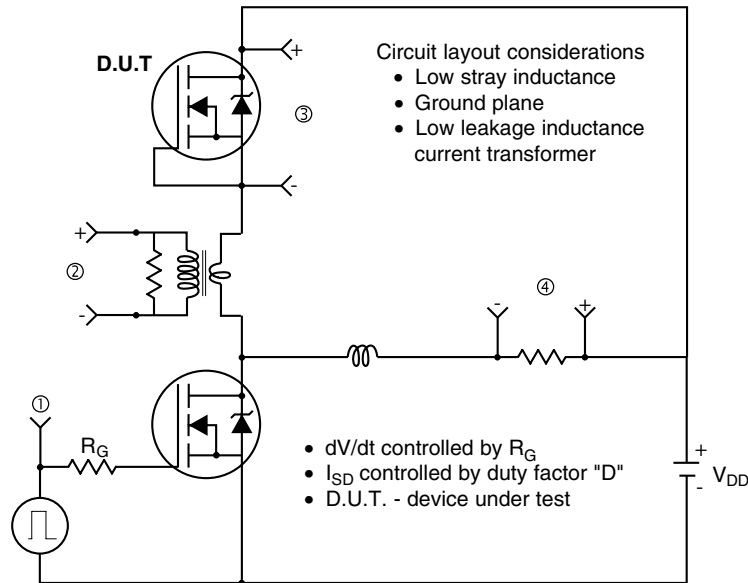 D.U.T
+
③
-
Circuit layout considerations
• Low stray inductance
• Ground plane
• Low leakage inductance
current transformer
+
②
-
④
-
+
①
R_G
• dV/dt controlled by R_G
• I_SD controlled by duty factor "D"
• D.U.T. - device under test
+
-
V_DD